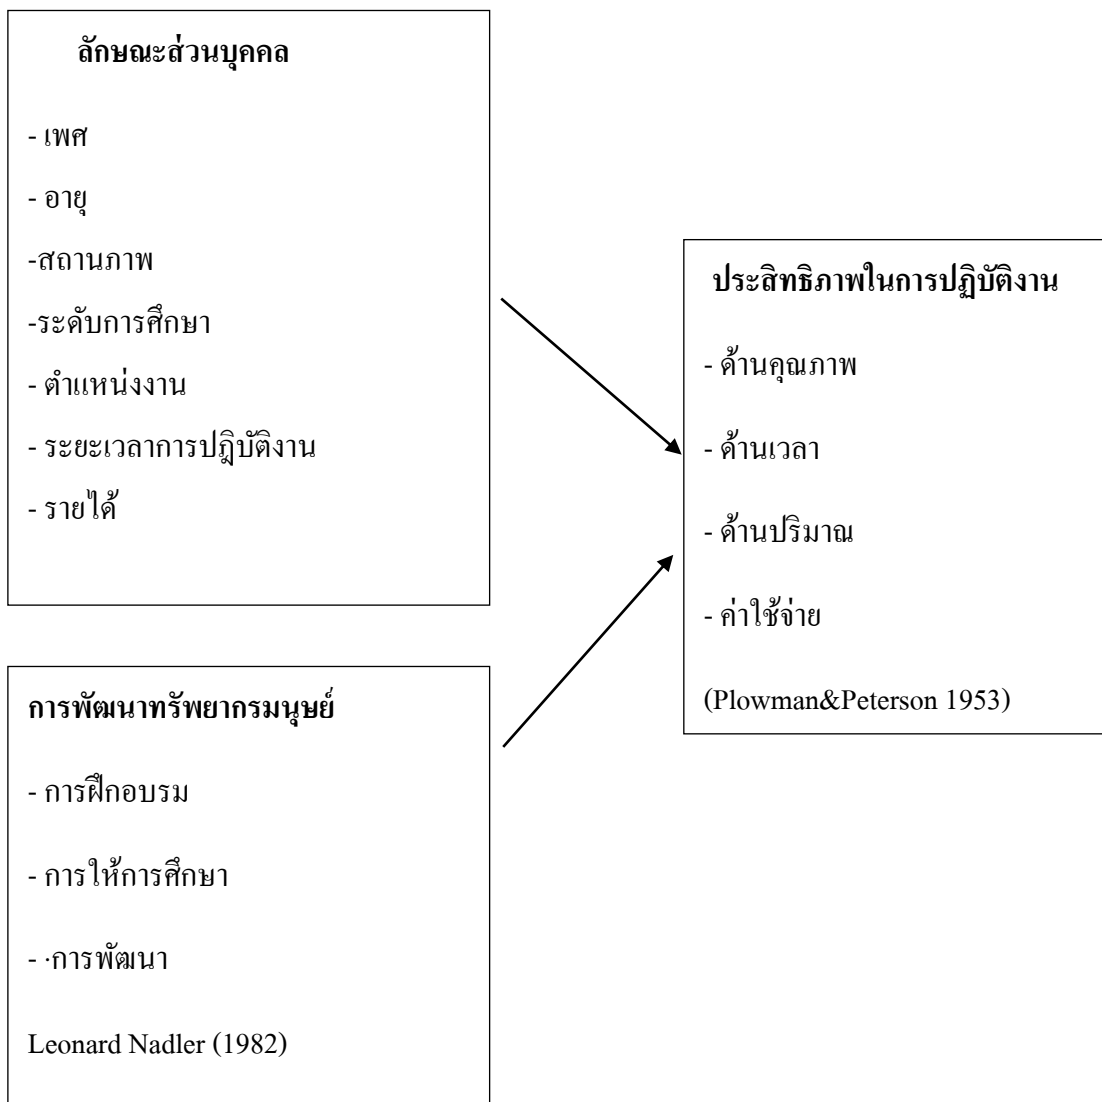 ลักษณะส่วนบุคคล
- เพศ
- อายุ
-สถานภาพ
-ระดับการศึกษา
- ตำแหน่งงาน
- ระยะเวลาการปฎิบัติงาน
- รายได้
ประสิทธิภาพในการปฏิบัติงาน
- ด้านคุณภาพ
- ด้านเวลา
- ด้านปริมาณ
- ค่าใช้จ่าย
(Plowman&Peterson 1953)
การพัฒนาทรัพยากรมนุษย์
- การฝึกอบรม
- การให้การศึกษา
- ·การพัฒนา
Leonard Nadler (1982)